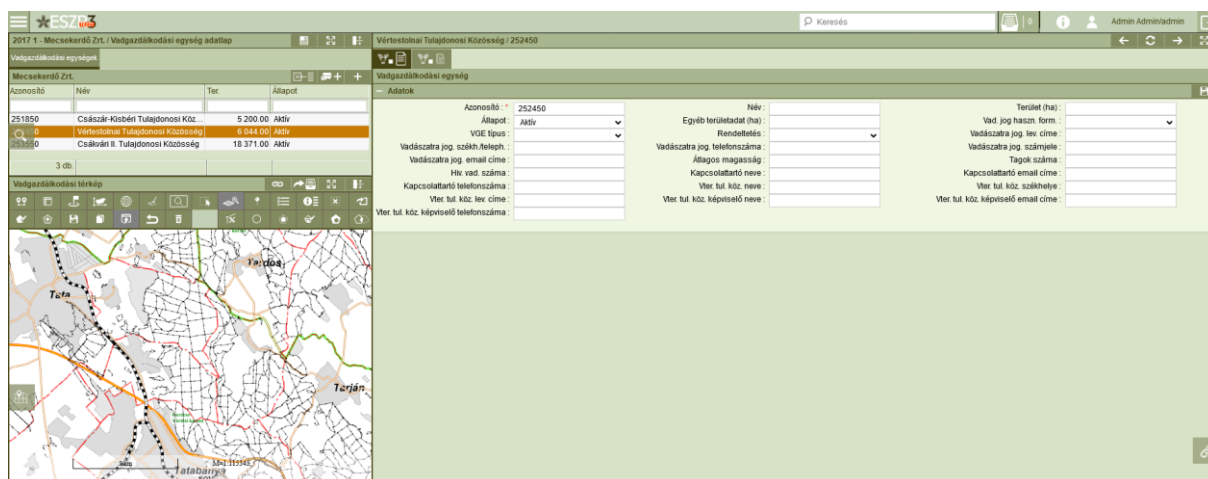 ESZR3
Keresés
0
Admin Admin/admin
2017 1 - Mecsekerdő Zrt. / Vadgazdálkodási egység adatlap
Vértestolnai Tulajdonosi Közösség / 252450
Vadgazdálkodási egységek
Mecsekerdő Zrt.
Vadgazdálkodási egység
Azonosító Név Ter. Állapot
Adatok
251850 Császár-Kisbéri Tulajdonosi Köz... 5 200.00 Aktív
Vértestolnai Tulajdonosi Közösség 6 044.00 Aktív
Csákvári II. Tulajdonosi Közösség 18 371.00 Aktív
3 db.
Azonosító : * 252450 Név : Terület (ha) :
Állapot : Aktív Egyéb területadat (ha) : Vad. jog haszn. form. :
VGE típus : Rendeltetés : Vadászatra jog. lev. címe :
Vadászatra jog. székh./teleph. : Vadászatra jog. telefonszáma : Vadászatra jog. számjele :
Vadászatra jog. email címe : Átlagos magasság : Tagok száma :
Hiv. vad. száma : Kapcsolattartó neve : Kapcsolattartó email címe :
Kapcsolattartó telefonszáma : Vter. tul. köz. neve : Vter. tul. köz. székhelye :
Vter. tul. köz. lev. címe : Vter. tul. köz. képviselő neve : Vter. tul. köz. képviselő email címe :
Vter. tul. köz. képviselő telefonszáma :
Vadgazdálkodási térkép
Tardos
Tata
Tarján
3km
M=1:115343
Tatabánya